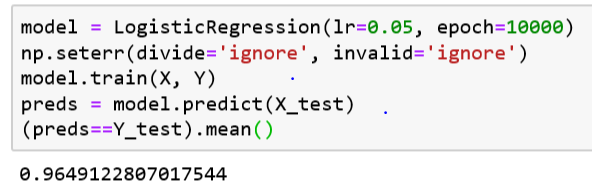 model = LogisticRegression(lr=0.05, epoch=10000)
np.seterr(divide='ignore', invalid='ignore')
model.train(X, Y)
preds = model.predict(X_test)
(preds==Y_test).mean()
0.9649122807017544